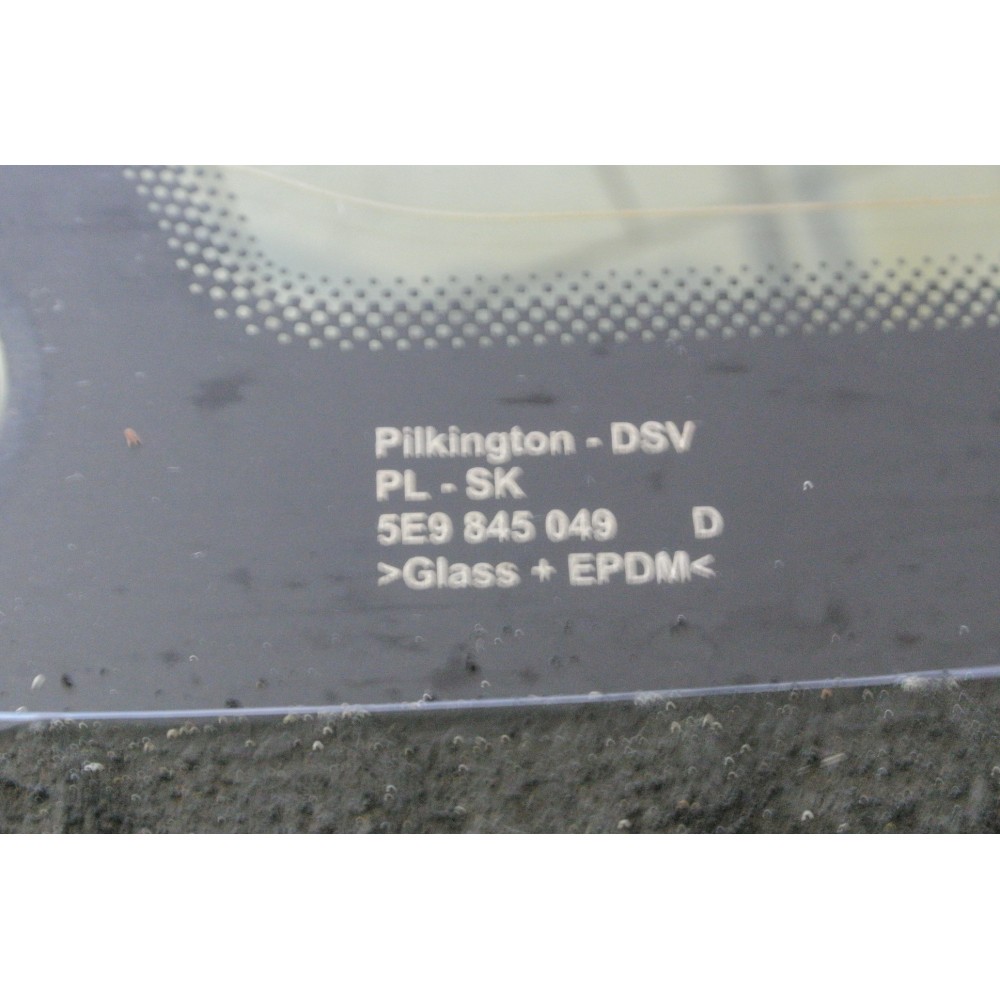 Pilkington - DSV
PL - SK
5E9 845 049 D
>Glass + EPDM<